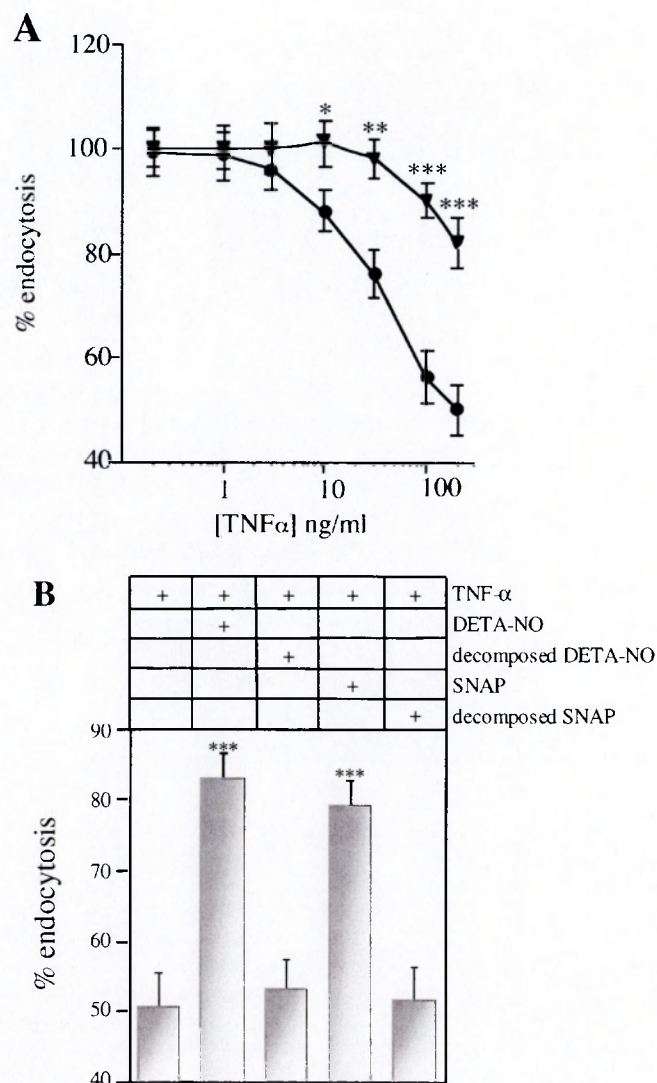 A
120
100
80
60
40
% endocytosis
*
**
***
***
1 10 100
[TNFα] ng/ml
B
+ + + + + TNF-α
+ DETA-NO
+ decomposed DETA-NO
+ SNAP
+ decomposed SNAP
90
80
70
60
50
40
% endocytosis
***
***